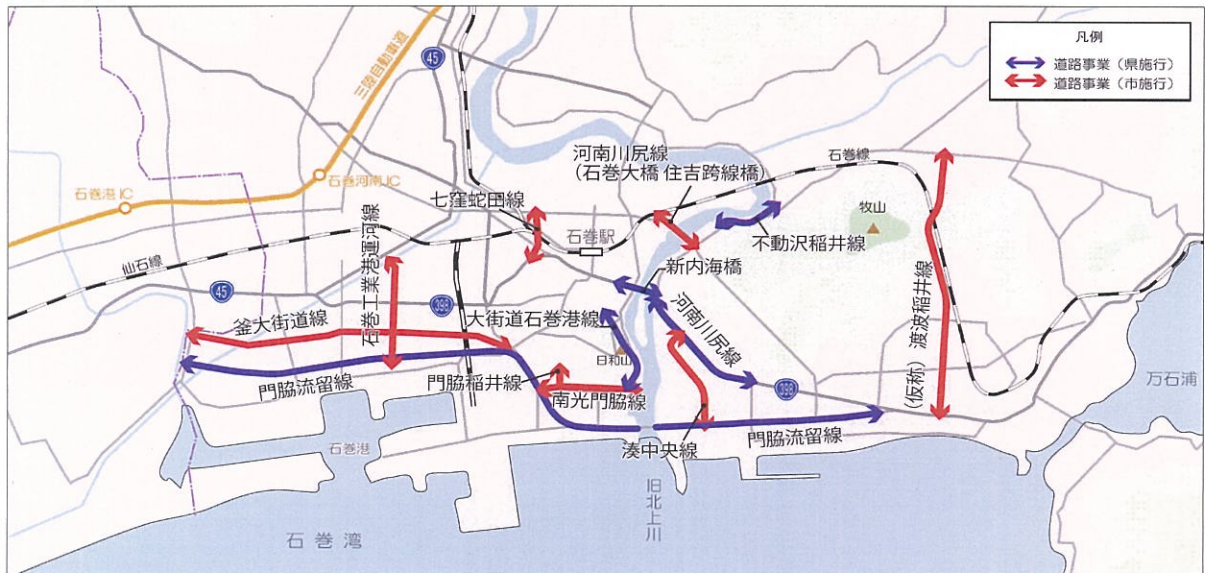 凡例
道路事業（県施行）
道路事業（市施行）
三陸自動車道
45
石巻港IC
石巻河南IC
河南川尻線
（石巻大橋 住吉跨線橋）
石巻線
七窪蛇田線
石巻駅
牧山
不動沢稲井線
仙石線
石巻工業港運河線
新内海橋
45
398
釜大街道線
大街道石巻港線
河南川尻線
（仮称）渡波稲井線
日和山
門脇流留線
門脇稲井線
南光門脇線
398
万石浦
石巻港
湊中央線
門脇流留線
旧北上川
石巻湾